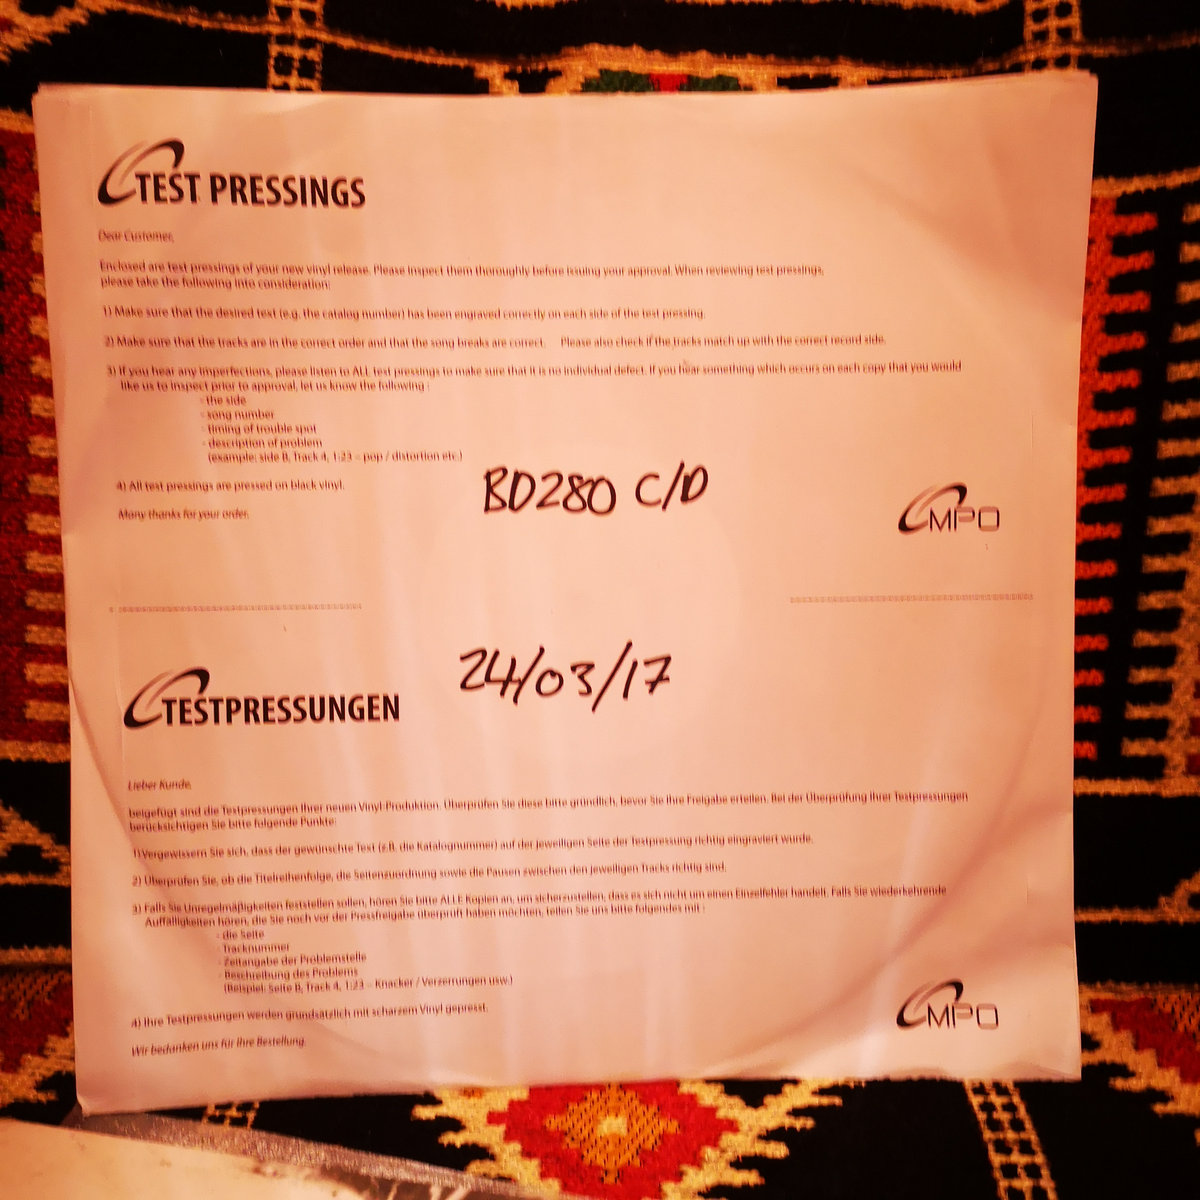 TEST PRESSINGS
Dear Customer,
Enclosed are test pressings of your new vinyl release. Please inspect them thoroughly before issuing your approval. When reviewing test pressings,
please take the following into consideration:
1) Make sure that the desired text (e.g. the catalog number) has been engraved correctly on each side of the test pressing.
2) Make sure that the tracks are in the correct order and that the song breaks are correct. Please also check if the tracks match up with the correct record side.
3) If you hear any imperfections, please listen to ALL test pressings to make sure that it is no individual defect. If you hear something which occurs on each copy that you would
like us to inspect prior to approval, let us know the following :
- the side
- song number
- timing of trouble spot
- description of problem
(example: side B, Track 4, 1:23 – pop / distortion etc.)
4) All test pressings are pressed on black vinyl.
Many thanks for your order.
BD280 C/D
MPO
24/03/17
TESTPRESSUNGEN
Lieber Kunde,
beigefügt sind die Testpressungen Ihrer neuen Vinyl-Produktion. Überprüfen Sie diese bitte gründlich, bevor Sie Ihre Freigabe erteilen. Bei der Überprüfung Ihrer Testpressungen
berücksichtigen Sie bitte folgende Punkte:
1) Vergewissern Sie sich, dass der gewünschte Text (z.B. die Katalognummer) auf der jeweiligen Seite der Testpressung richtig eingraviert wurde.
2) Überprüfen Sie, ob die Titelreihenfolge, die Seitenzuordnung sowie die Pausen zwischen den jeweiligen Tracks richtig sind.
3) Falls Sie Unregelmäßigkeiten feststellen sollen, hören Sie bitte ALLE Kopien an, um sicherzustellen, dass es sich nicht um einen Einzelfehler handelt. Falls Sie wiederkehrende
Auffälligkeiten hören, die Sie noch vor der Pressfreigabe überprüft haben möchten, teilen Sie uns bitte folgendes mit :
- die Seite
- Tracknummer
- Zeitangabe der Problemstelle
- Beschreibung des Problems
(Beispiel: Seite B, Track 4, 1:23 – Knacker / Verzerrungen usw.)
4) Ihre Testpressungen werden grundsätzlich mit scharzem Vinyl gepresst.
Wir bedanken uns für Ihre Bestellung.
MPO